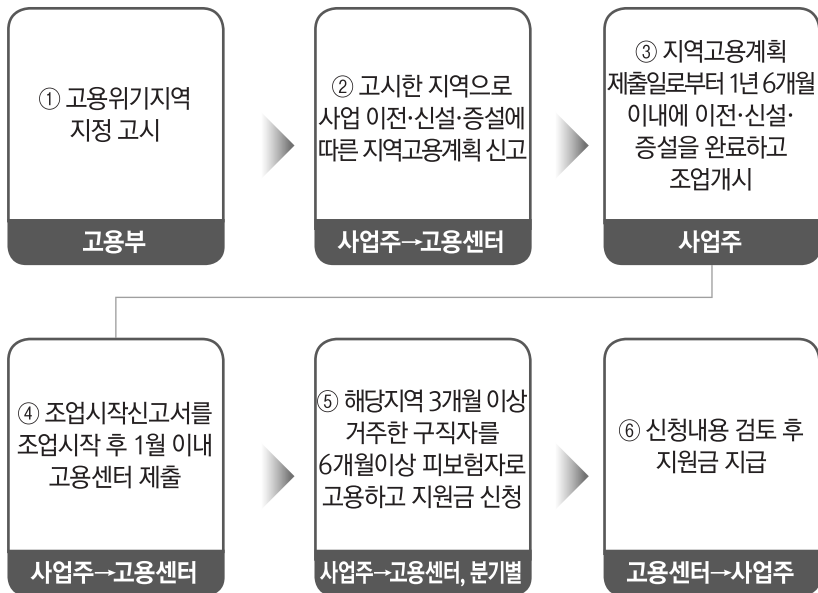 ① 고용위기지역
지정 고시
고용부
② 고시한 지역으로
사업 이전·신설·증설에
따른 지역고용계획 신고
사업주→고용센터
③ 지역고용계획
제출일로부터 1년 6개월
이내에 이전·신설·
증설을 완료하고
조업개시
사업주
④ 조업시작신고서를
조업시작 후 1월 이내
고용센터 제출
사업주→고용센터
⑤ 해당지역 3개월 이상
거주한 구직자를
6개월이상 피보험자로
고용하고 지원금 신청
사업주→고용센터, 분기별
⑥ 신청내용 검토 후
지원금 지급
고용센터→사업주